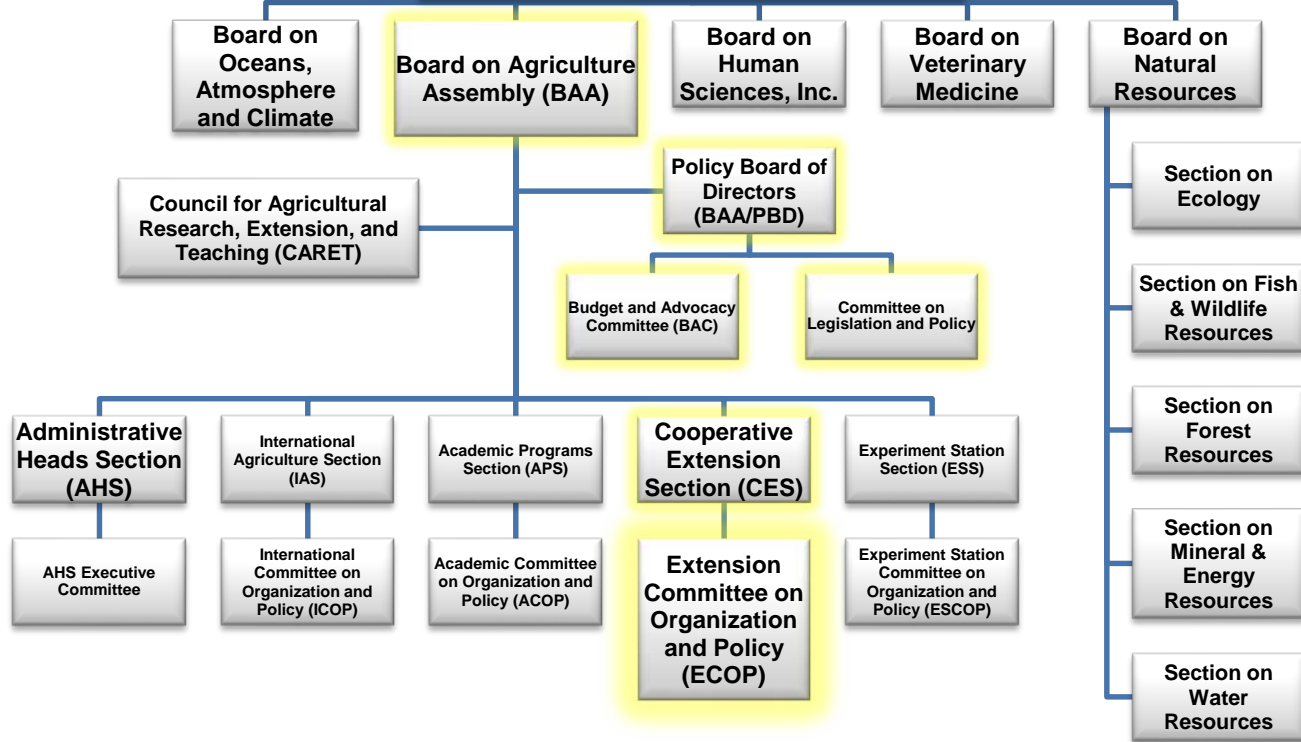 Board on
Oceans,
Atmosphere
and Climate
Board on Agriculture
Assembly (BAA)
Board on
Human
Sciences, Inc.
Board on
Veterinary
Medicine
Board on
Natural
Resources
Council for Agricultural
Research, Extension, and
Teaching (CARET)
Policy Board of
Directors
(BAA/PBD)
Budget and Advocacy
Committee (BAC)
Committee on
Legislation and Policy
Section on
Ecology
Section on Fish
& Wildlife
Resources
Section on
Forest
Resources
Section on
Mineral &
Energy
Resources
Section on
Water
Resources
Administrative
Heads Section
(AHS)
International
Agriculture Section
(IAS)
Academic Programs
Section (APS)
Cooperative
Extension
Section (CES)
Experiment Station
Section (ESS)
AHS Executive
Committee
International
Committee on
Organization and
Policy (ICOP)
Academic Committee
on Organization and
Policy (ACOP)
Extension
Committee on
Organization
and Policy
(ECOP)
Experiment Station
Committee on
Organization and
Policy (ESCOP)